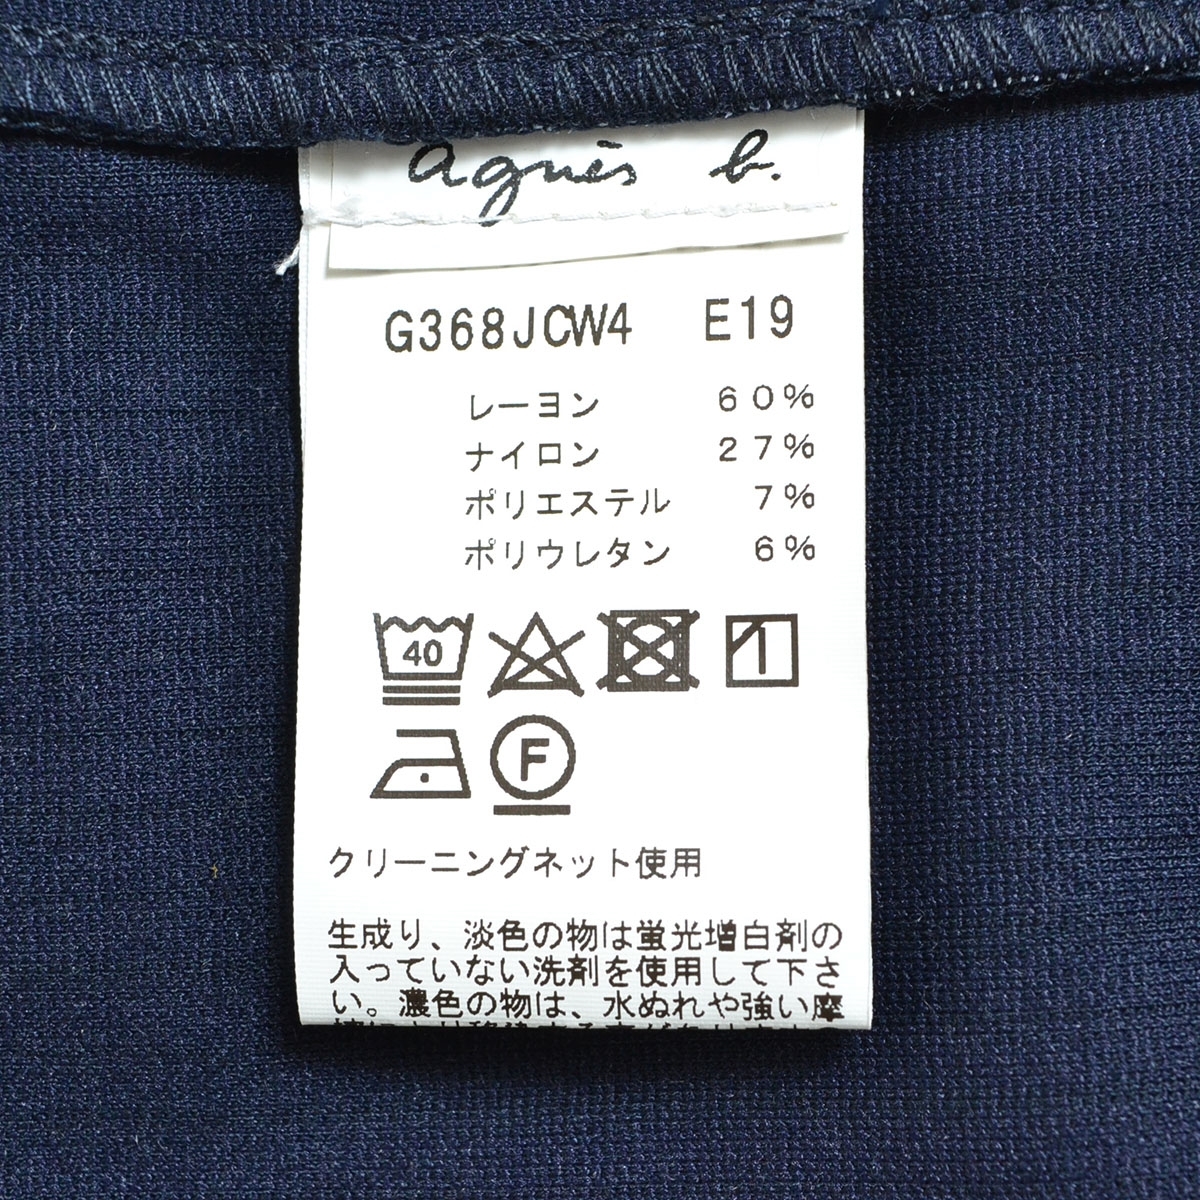 agnès b.
G368JCW4 E19
レーヨン 60%
ナイロン 27%
ポリエステル 7%
ポリウレタン 6%
40
F
クリーニングネット使用
生成り、淡色の物は蛍光増白剤の
入っていない洗剤を使用して下さ
い。濃色の物は、水ぬれや強い摩